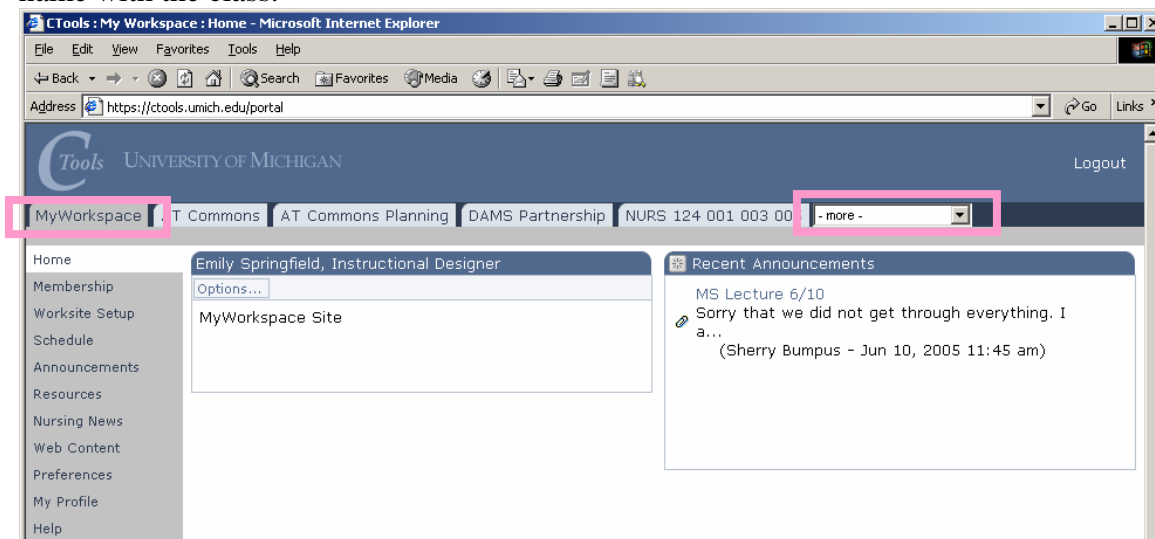 name with the class.
CTools : My Workspace : Home - Microsoft Internet Explorer
File Edit View Favorites Tools Help
Back Search Favorites Media
Address https://ctools.umich.edu/portal Go Links
CTools UNIVERSITY OF MICHIGAN Logout
MyWorkspace T Commons AT Commons Planning DAMS Partnership NURS 124 001 003 00 - more -
Home
Membership
Worksite Setup
Schedule
Announcements
Resources
Nursing News
Web Content
Preferences
My Profile
Help
Emily Springfield, Instructional Designer
Options...
MyWorkspace Site
Recent Announcements
MS Lecture 6/10
Sorry that we did not get through everything. I
a...
(Sherry Bumpus - Jun 10, 2005 11:45 am)